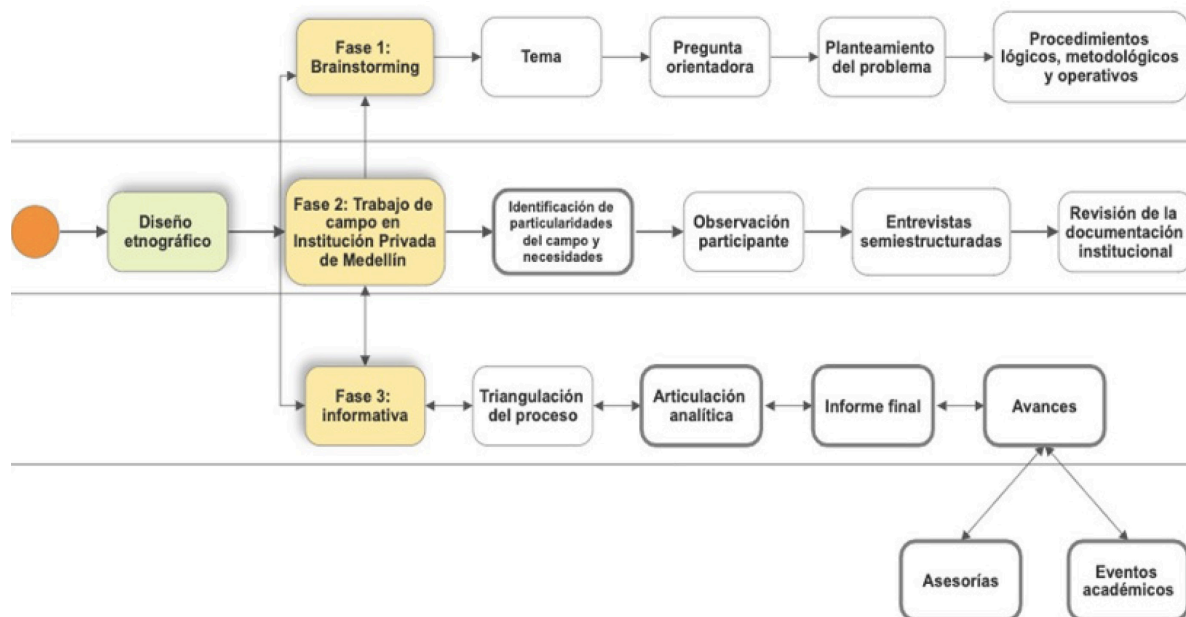 Fase 1:
Brainstorming
Tema
Pregunta
orientadora
Planteamiento
del problema
Procedimientos
lógicos, metodológicos
y operativos
Diseño
etnográfico
Fase 2: Trabajo de
campo en
Institución Privada
de Medellín
Identificación de
particularidades
del campo y
necesidades
Observación
participante
Entrevistas
semiestructuradas
Revisión de la
documentación
institucional
Fase 3:
informativa
Triangulación
del proceso
Articulación
analítica
Informe final
Avances
Asesorías
Eventos
académicos